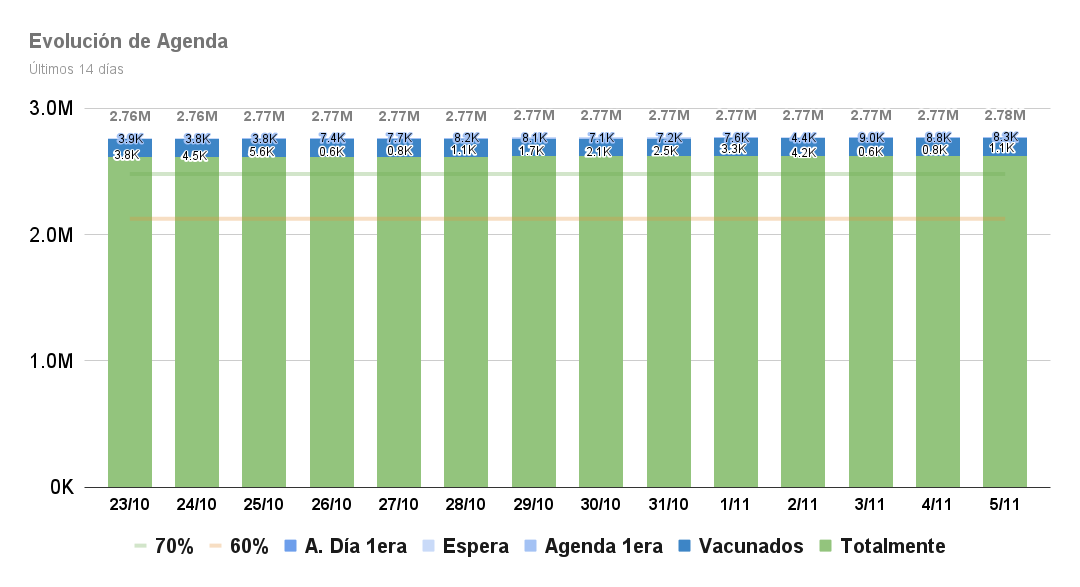 Evolución de Agenda
Últimos 14 días
3.0M
2.0M
1.0M
0K
2.76M 2.76M 2.77M 2.77M 2.77M 2.77M 2.77M 2.77M 2.77M 2.77M 2.77M 2.77M 2.77M 2.78M
3.9K 3.8K 3.8K 7.4K 7.7K 8.2K 8.1K 7.1K 7.2K 7.6K 4.4K 9.0K 8.8K 8.3K
3.8K 4.5K 5.6K 0.6K 0.8K 1.1K 1.7K 2.1K 2.5K 3.3K 4.2K 0.6K 0.8K 1.1K
23/10 24/10 25/10 26/10 27/10 28/10 29/10 30/10 31/10 1/11 2/11 3/11 4/11 5/11
70% 60% A. Día 1era Espera Agenda 1era Vacunados Totalmente